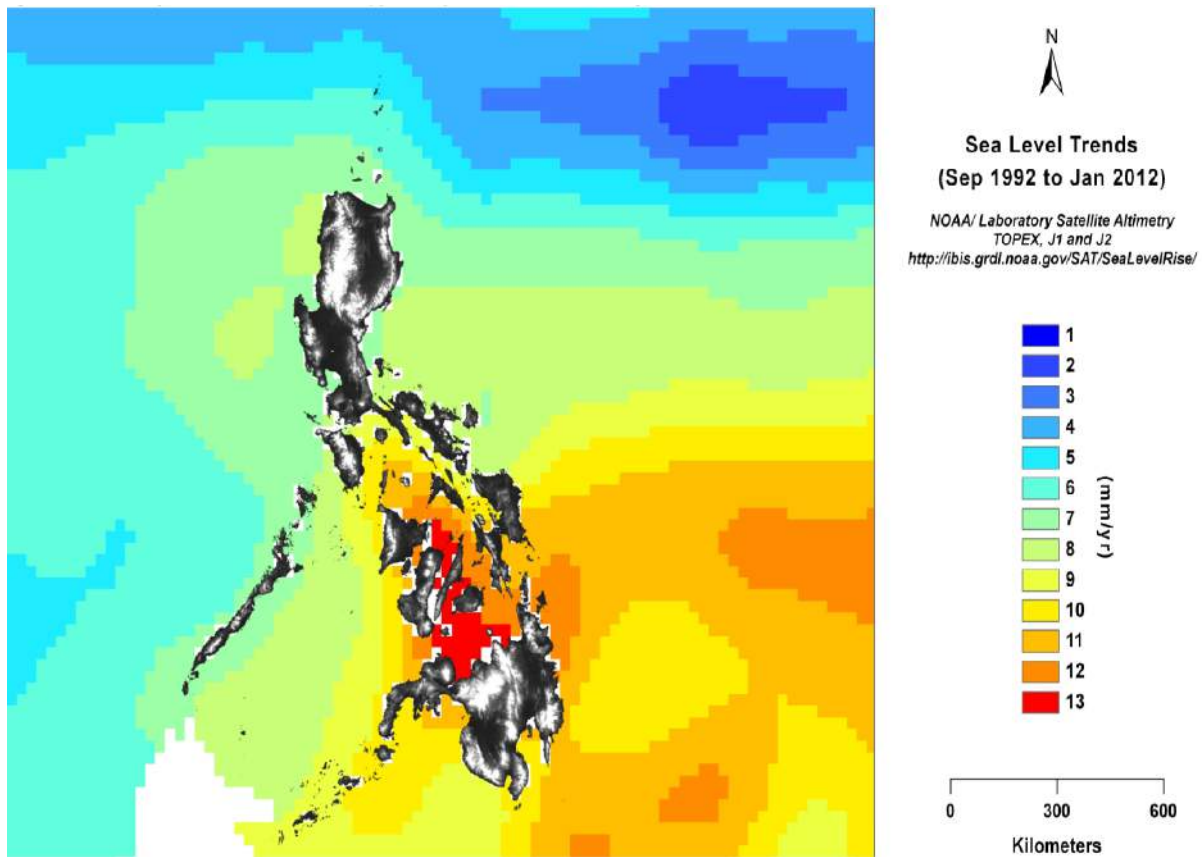 N
Sea Level Trends
(Sep 1992 to Jan 2012)
NOAA/ Laboratory Satellite Altimetry
TOPEX, J1 and J2
http://ibis.grdl.noaa.gov/SAT/SeaLevelRise/
1
2
3
4
5
6
7
8
9
10
11
12
13
(mm/yr)
0 300 600
Kilometers